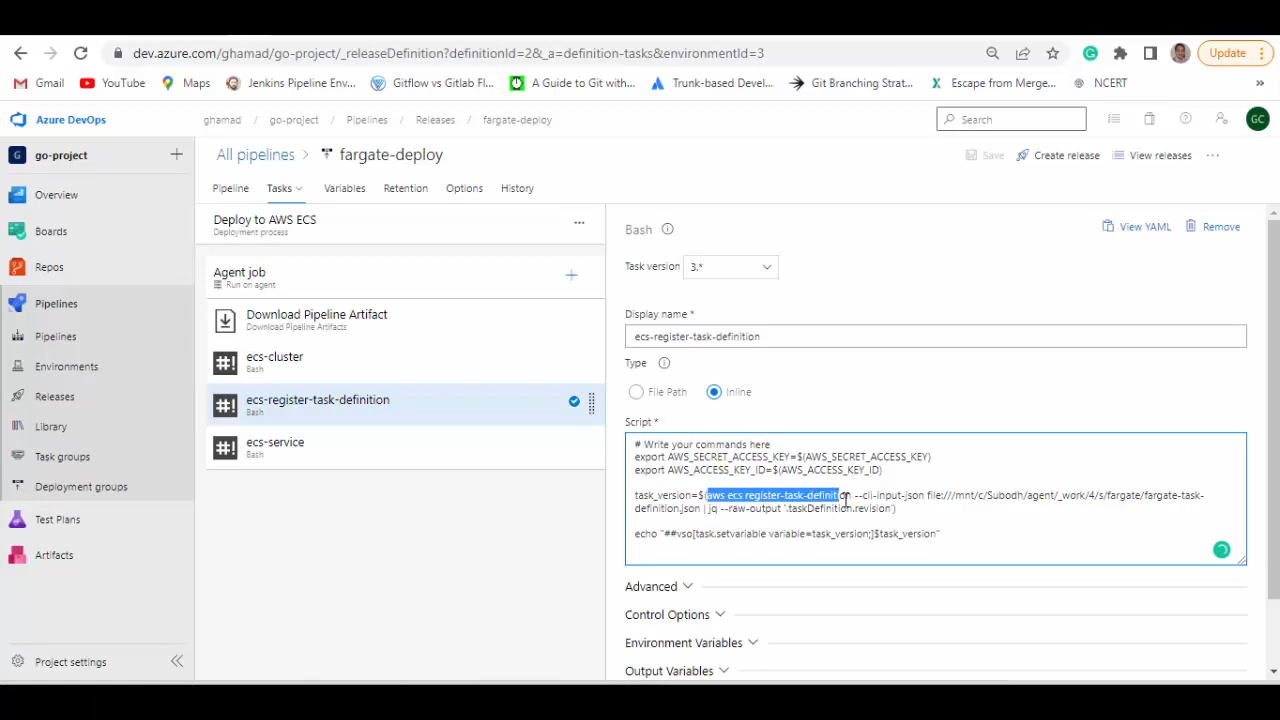 dev.azure.com/ghamad/go-project/_releaseDefinition?definitionId=2&_a=definition-tasks&environmentId=3
Update
Gmail
YouTube
Maps
Jenkins Pipeline Env...
Gitflow vs Gitlab Fl...
A Guide to Git with...
Trunk-based Devel...
Git Branching Strat...
Escape from Merge...
NCERT
»
Azure DevOps
ghamad / go-project / Pipelines / Releases / fargate-deploy
Search
GC
G go-project
All pipelines > fargate-deploy
Save
Create release
View releases
...
Pipeline
Tasks
Variables
Retention
Options
History
Overview
Boards
Repos
Pipelines
Pipelines
Environments
Releases
Library
Task groups
Deployment groups
Test Plans
Artifacts
Project settings
Deploy to AWS ECS
Deployment process
Agent job
Run on agent
Download Pipeline Artifact
Download Pipeline Artifacts
ecs-cluster
Bash
ecs-register-task-definition
Bash
ecs-service
Bash
Bash
View YAML
Remove
Task version 3.*
Display name *
ecs-register-task-definition
Type
File Path
Inline
Script *
# Write your commands here
export AWS_SECRET_ACCESS_KEY=$(AWS_SECRET_ACCESS_KEY)
export AWS_ACCESS_KEY_ID=$(AWS_ACCESS_KEY_ID)
task_version=$(aws ecs register-task-definition --cli-input-json file:///mnt/c/Subodh/agent/_work/4/s/fargate/fargate-task-
definition.json | jq --raw-output '.taskDefinition.revision')
echo "##vso[task.setvariable variable=task_version;]$task_version"
Advanced
Control Options
Environment Variables
Output Variables